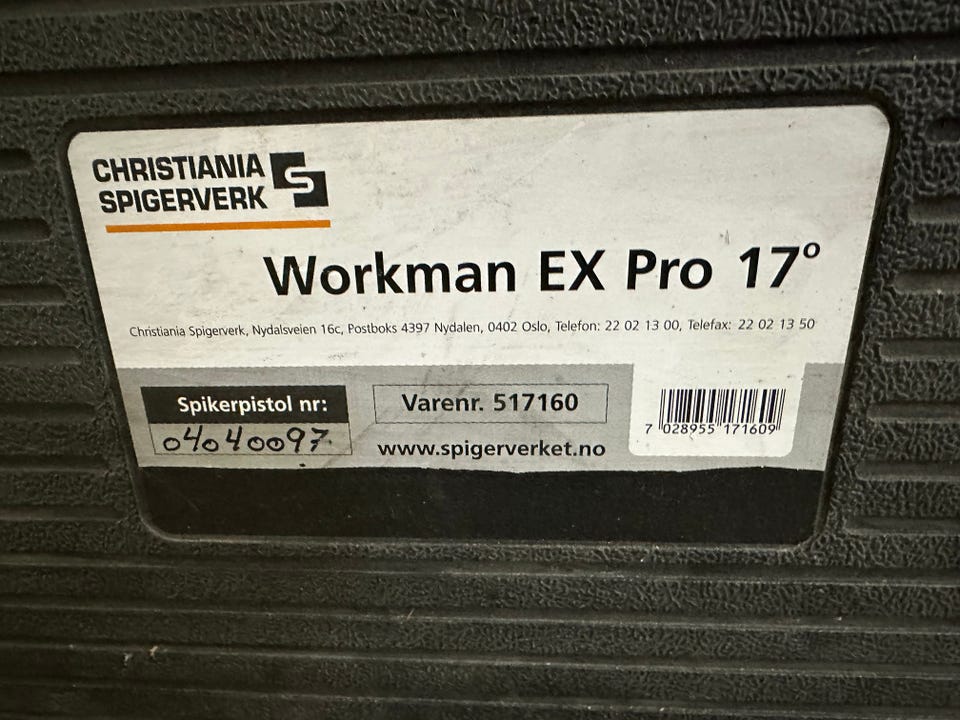 CHRISTIANIA
SPIGERVERK
Workman EX Pro 17°
Christiania Spigerverk, Nydalsveien 16c, Postboks 4397 Nydalen, 0402 Oslo, Telefon: 22 02 13 00, Telefax: 22 02 13 50
Spikerpistol nr:
04040097
Varenr. 517160
www.spigerverket.no
7 028955 171609